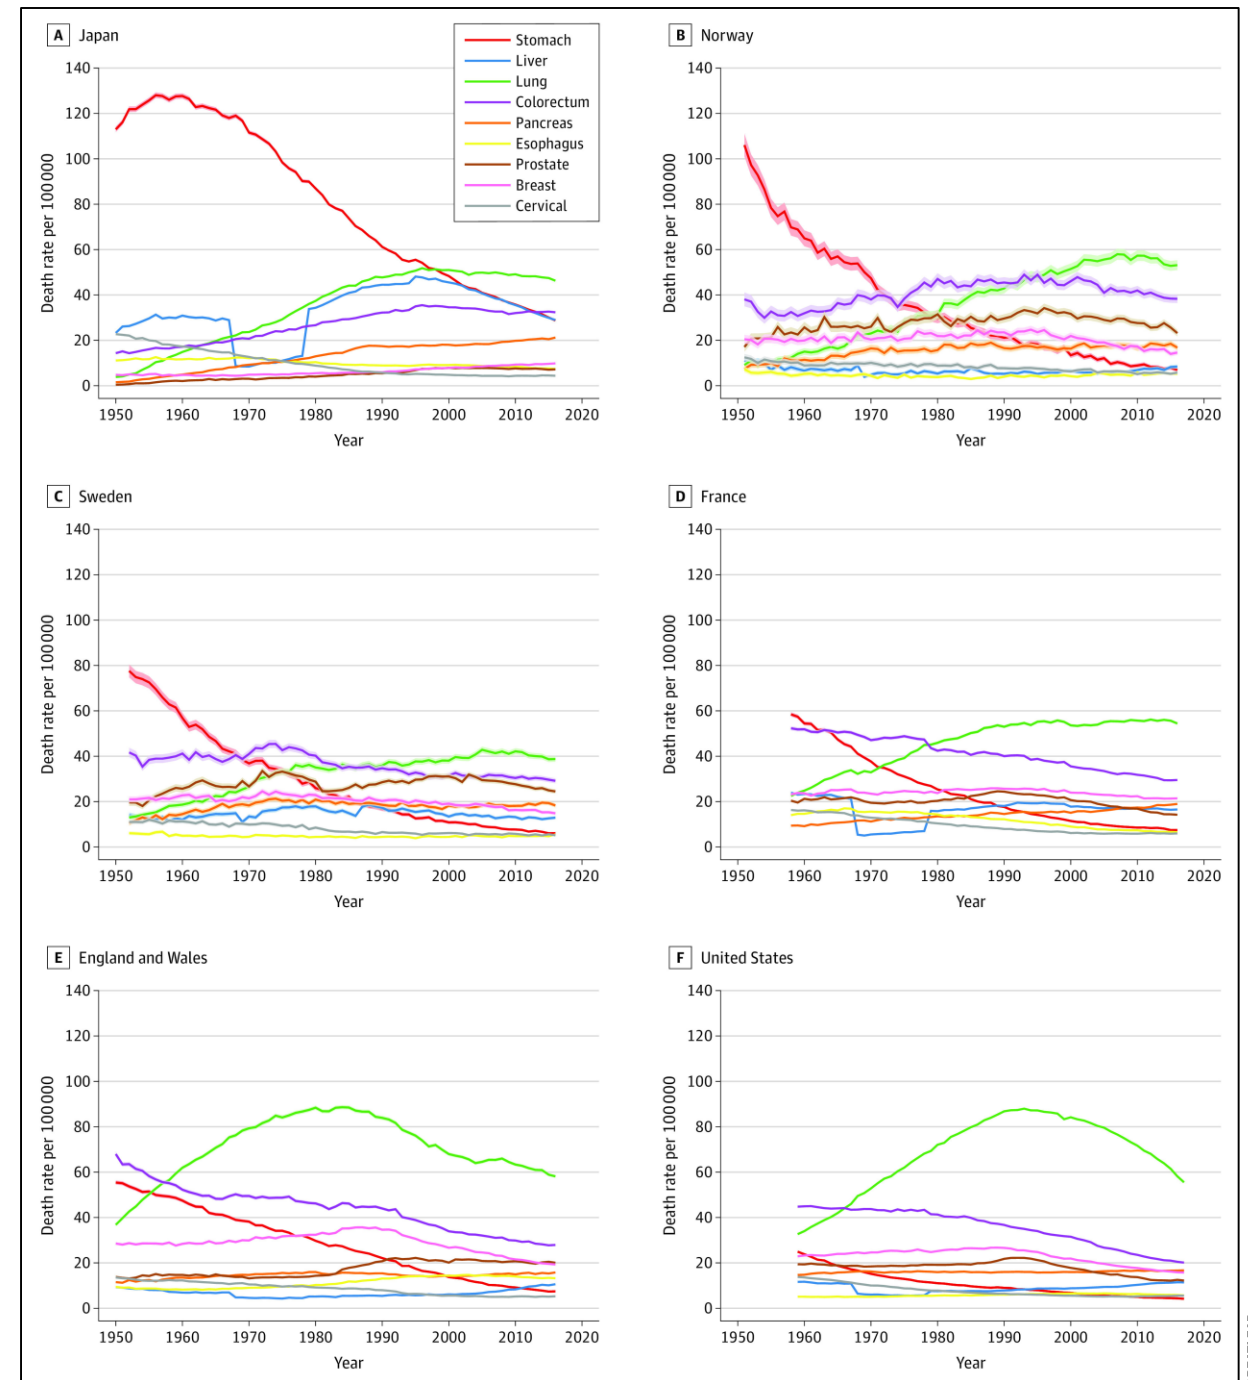 A Japan
Stomach
Liver
Lung
Colorectum
Pancreas
Esophagus
Prostate
Breast
Cervical
140
120
100
80
60
40
20
0
Death rate per 100000
1950 1960 1970 1980 1990 2000 2010 2020
Year
B Norway
140
120
100
80
60
40
20
0
Death rate per 100000
1950 1960 1970 1980 1990 2000 2010 2020
Year
C Sweden
140
120
100
80
60
40
20
0
Death rate per 100000
1950 1960 1970 1980 1990 2000 2010 2020
Year
D France
140
120
100
80
60
40
20
0
Death rate per 100000
1950 1960 1970 1980 1990 2000 2010 2020
Year
E England and Wales
140
120
100
80
60
40
20
0
Death rate per 100000
1950 1960 1970 1980 1990 2000 2010 2020
Year
F United States
140
120
100
80
60
40
20
0
Death rate per 100000
1950 1960 1970 1980 1990 2000 2010 2020
Year